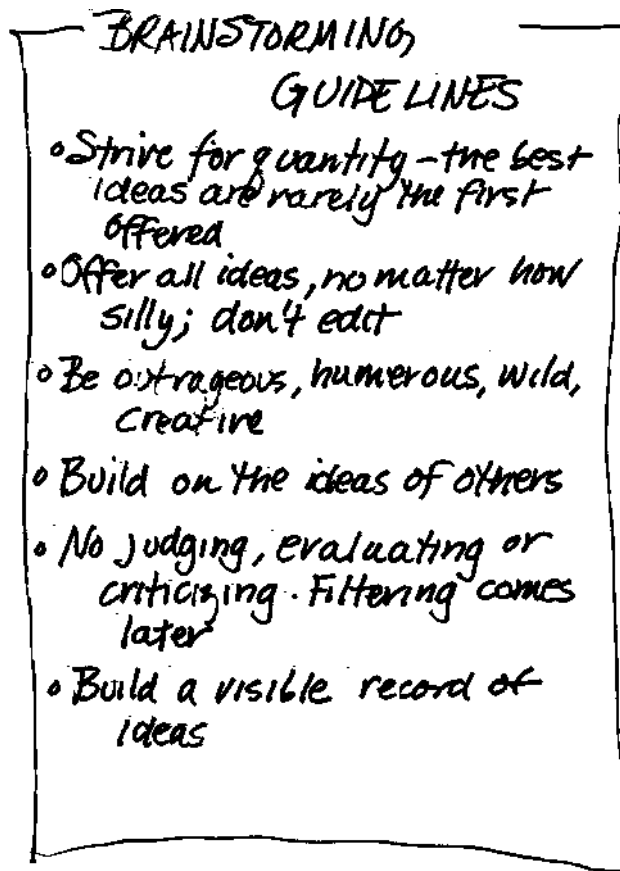 BRAINSTORMING
GUIDELINES
• Strive for quantity – the best
ideas are rarely the first
offered
• Offer all ideas, no matter how
silly; don't edit
• Be outrageous, humerous, wild,
creative
• Build on the ideas of others
• No judging, evaluating or
criticizing. Filtering comes
later
• Build a visible record of
ideas